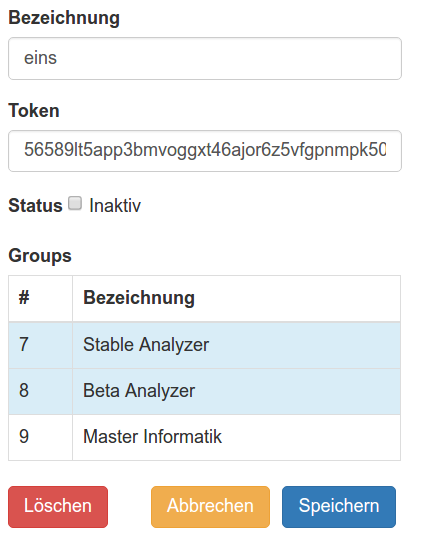 Bezeichnung
eins
Token
56589lt5app3bmvoggxt46ajor6z5vfgpnmpk50
Status Inaktiv
Groups
# Bezeichnung
7 Stable Analyzer
8 Beta Analyzer
9 Master Informatik
Löschen Abbrechen Speichern